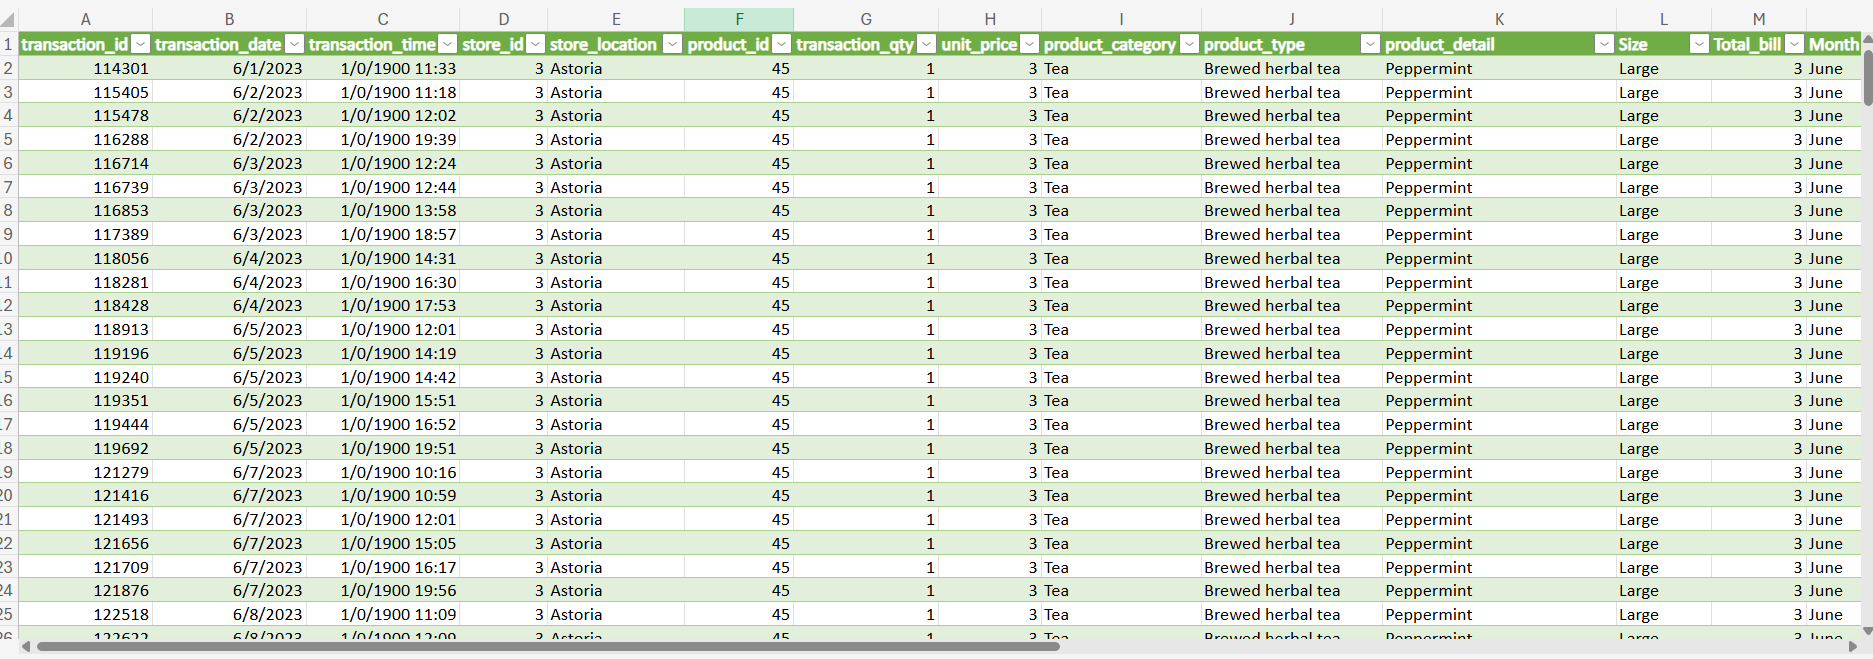 A B C D E F G H I J K L M
1 transaction_id transaction_date transaction_time store_id store_location product_id transaction_qty unit_price product_category product_type product_detail Size Total_bill Month
2 114301 6/1/2023 1/0/1900 11:33 3 Astoria 45 1 3 Tea Brewed herbal tea Peppermint Large 3 June
3 115405 6/2/2023 1/0/1900 11:18 3 Astoria 45 1 3 Tea Brewed herbal tea Peppermint Large 3 June
4 115478 6/2/2023 1/0/1900 12:02 3 Astoria 45 1 3 Tea Brewed herbal tea Peppermint Large 3 June
5 116288 6/2/2023 1/0/1900 19:39 3 Astoria 45 1 3 Tea Brewed herbal tea Peppermint Large 3 June
6 116714 6/3/2023 1/0/1900 12:24 3 Astoria 45 1 3 Tea Brewed herbal tea Peppermint Large 3 June
7 116739 6/3/2023 1/0/1900 12:44 3 Astoria 45 1 3 Tea Brewed herbal tea Peppermint Large 3 June
8 116853 6/3/2023 1/0/1900 13:58 3 Astoria 45 1 3 Tea Brewed herbal tea Peppermint Large 3 June
9 117389 6/3/2023 1/0/1900 18:57 3 Astoria 45 1 3 Tea Brewed herbal tea Peppermint Large 3 June
0 118056 6/4/2023 1/0/1900 14:31 3 Astoria 45 1 3 Tea Brewed herbal tea Peppermint Large 3 June
1 118281 6/4/2023 1/0/1900 16:30 3 Astoria 45 1 3 Tea Brewed herbal tea Peppermint Large 3 June
2 118428 6/4/2023 1/0/1900 17:53 3 Astoria 45 1 3 Tea Brewed herbal tea Peppermint Large 3 June
3 118913 6/5/2023 1/0/1900 12:01 3 Astoria 45 1 3 Tea Brewed herbal tea Peppermint Large 3 June
4 119196 6/5/2023 1/0/1900 14:19 3 Astoria 45 1 3 Tea Brewed herbal tea Peppermint Large 3 June
5 119240 6/5/2023 1/0/1900 14:42 3 Astoria 45 1 3 Tea Brewed herbal tea Peppermint Large 3 June
6 119351 6/5/2023 1/0/1900 15:51 3 Astoria 45 1 3 Tea Brewed herbal tea Peppermint Large 3 June
7 119444 6/5/2023 1/0/1900 16:52 3 Astoria 45 1 3 Tea Brewed herbal tea Peppermint Large 3 June
8 119692 6/5/2023 1/0/1900 19:51 3 Astoria 45 1 3 Tea Brewed herbal tea Peppermint Large 3 June
9 121279 6/7/2023 1/0/1900 10:16 3 Astoria 45 1 3 Tea Brewed herbal tea Peppermint Large 3 June
20 121416 6/7/2023 1/0/1900 10:59 3 Astoria 45 1 3 Tea Brewed herbal tea Peppermint Large 3 June
21 121493 6/7/2023 1/0/1900 12:01 3 Astoria 45 1 3 Tea Brewed herbal tea Peppermint Large 3 June
22 121656 6/7/2023 1/0/1900 15:05 3 Astoria 45 1 3 Tea Brewed herbal tea Peppermint Large 3 June
23 121709 6/7/2023 1/0/1900 16:17 3 Astoria 45 1 3 Tea Brewed herbal tea Peppermint Large 3 June
24 121876 6/7/2023 1/0/1900 19:56 3 Astoria 45 1 3 Tea Brewed herbal tea Peppermint Large 3 June
25 122518 6/8/2023 1/0/1900 11:09 3 Astoria 45 1 3 Tea Brewed herbal tea Peppermint Large 3 June
26 122622 6/8/2023 1/0/1900 12:09 3 Astoria 45 1 3 Tea Brewed herbal tea Peppermint Large 3 June